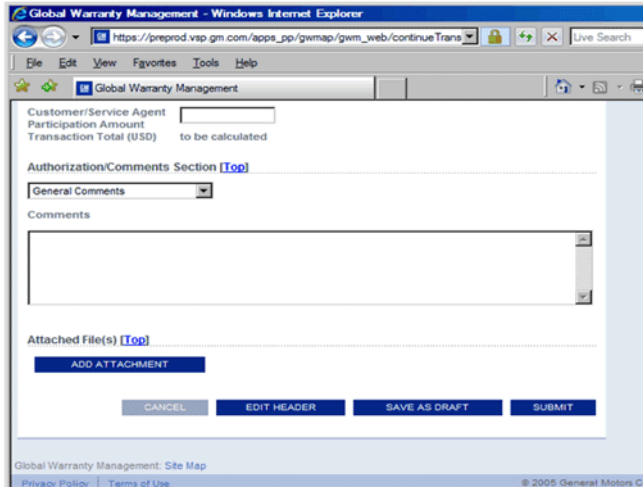 Global Warranty Management - Windows Internet Explorer
https://preprod.vsp.gm.com/apps_pp/gwmap/gwm_web/continueTrans
Live Search
File Edit View Favorites Tools Help
Global Warranty Management
Customer/Service Agent
Participation Amount
Transaction Total (USD) to be calculated
Authorization/Comments Section [Top]
General Comments
Comments
Attached File(s) [Top]
ADD ATTACHMENT
CANCEL EDIT HEADER SAVE AS DRAFT SUBMIT
Global Warranty Management: Site Map
Privacy Policy | Terms of Use © 2005 General Motors C